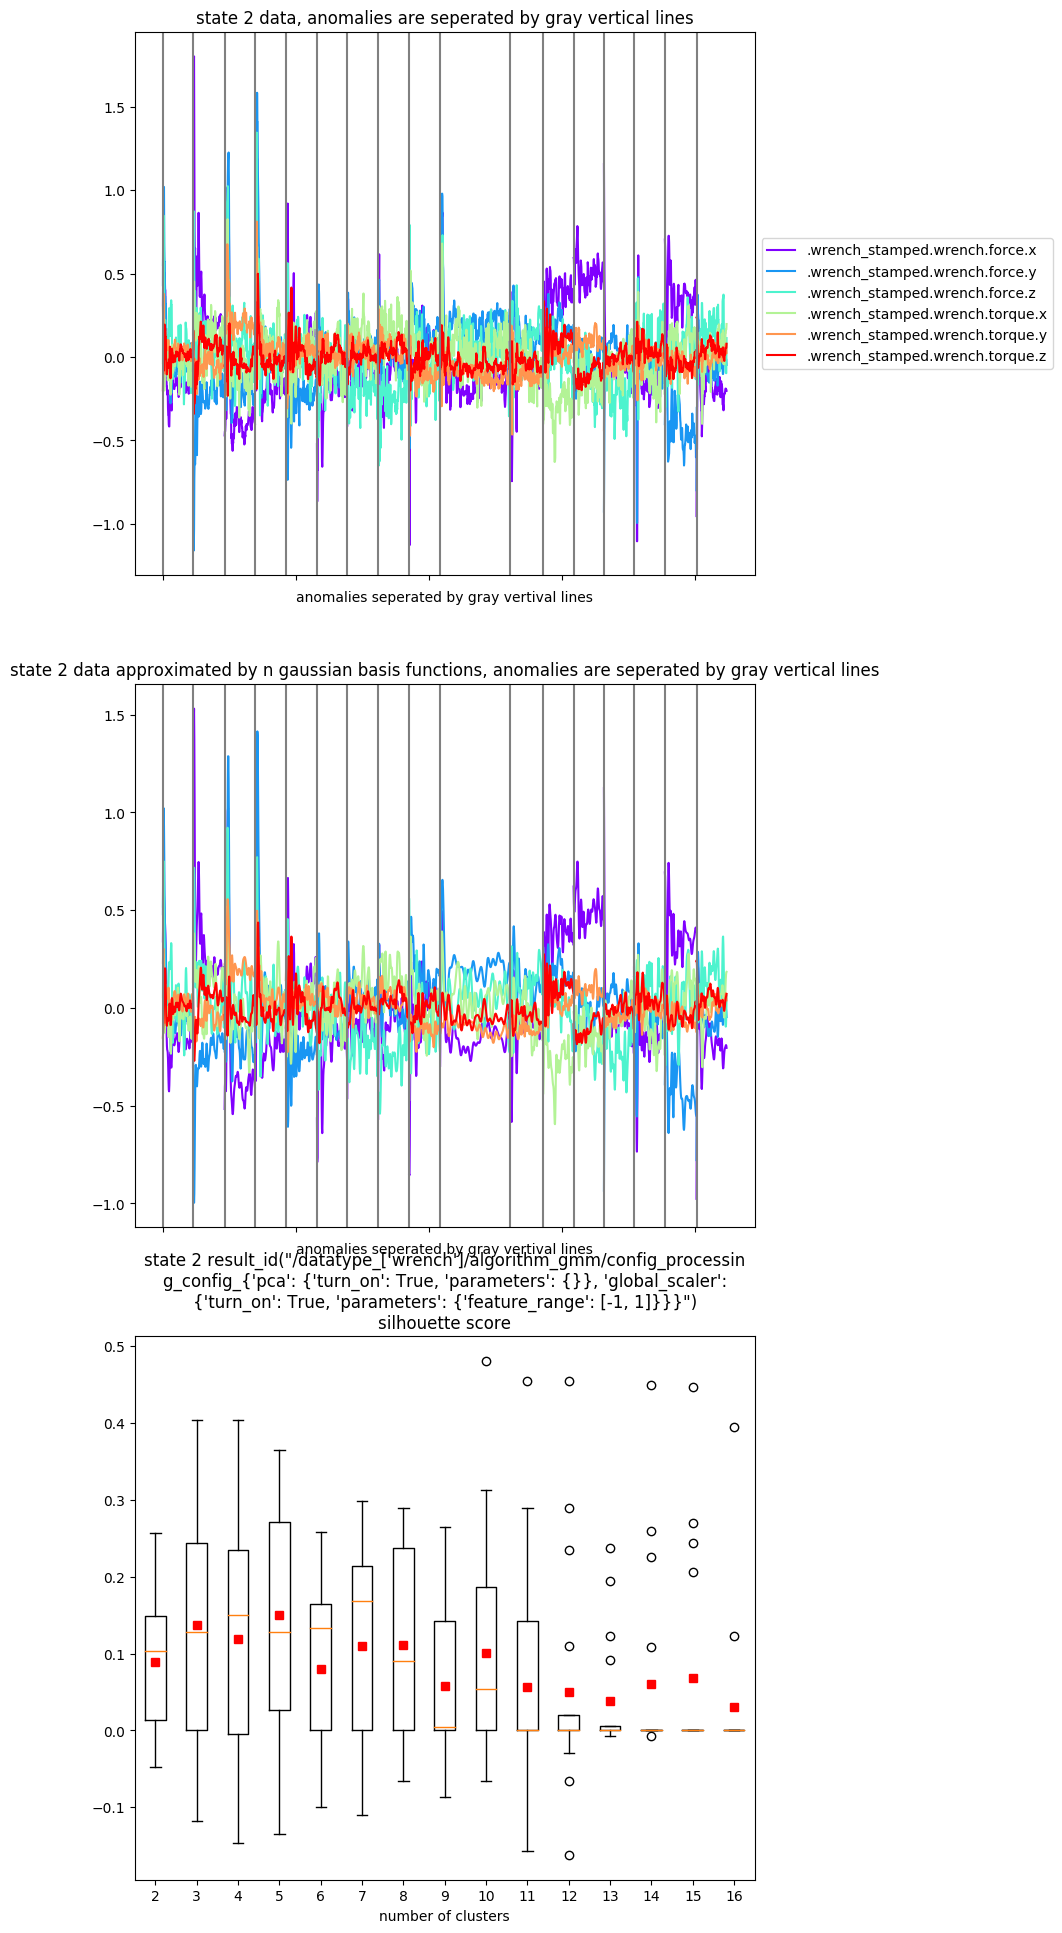 state 2 data, anomalies are seperated by gray vertical lines
1.5
1.0
0.5
0.0
−0.5
−1.0
anomalies seperated by gray vertival lines
.wrench_stamped.wrench.force.x
.wrench_stamped.wrench.force.y
.wrench_stamped.wrench.force.z
.wrench_stamped.wrench.torque.x
.wrench_stamped.wrench.torque.y
.wrench_stamped.wrench.torque.z
state 2 data approximated by n gaussian basis functions, anomalies are seperated by gray vertical lines
1.5
1.0
0.5
0.0
−0.5
−1.0
anomalies seperated by gray vertival lines
state 2 result_id("/datatype_['wrench']/algorithm_gmm/config_processin
g_config_{'pca': {'turn_on': True, 'parameters': {}}, 'global_scaler':
{'turn_on': True, 'parameters': {'feature_range': [-1, 1]}}}")
silhouette score
0.5
0.4
0.3
0.2
0.1
0.0
−0.1
2 3 4 5 6 7 8 9 10 11 12 13 14 15 16
number of clusters